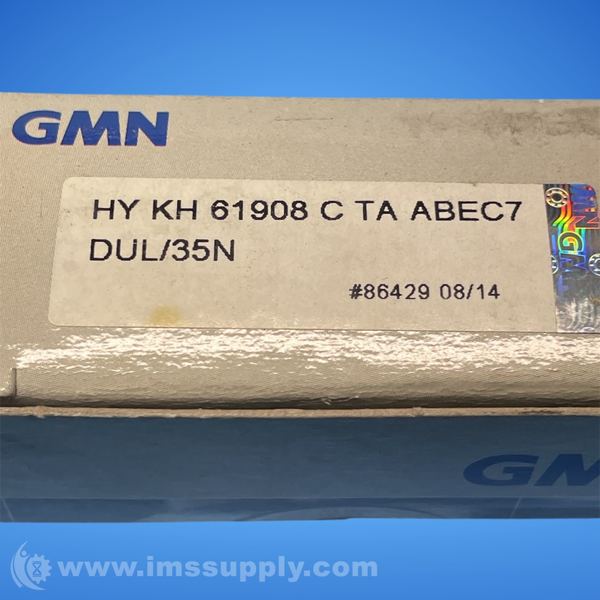 GMN
HY KH 61908 C TA ABEC7
DUL/35N
#86429 08/14
GMN
www.imssupply.com